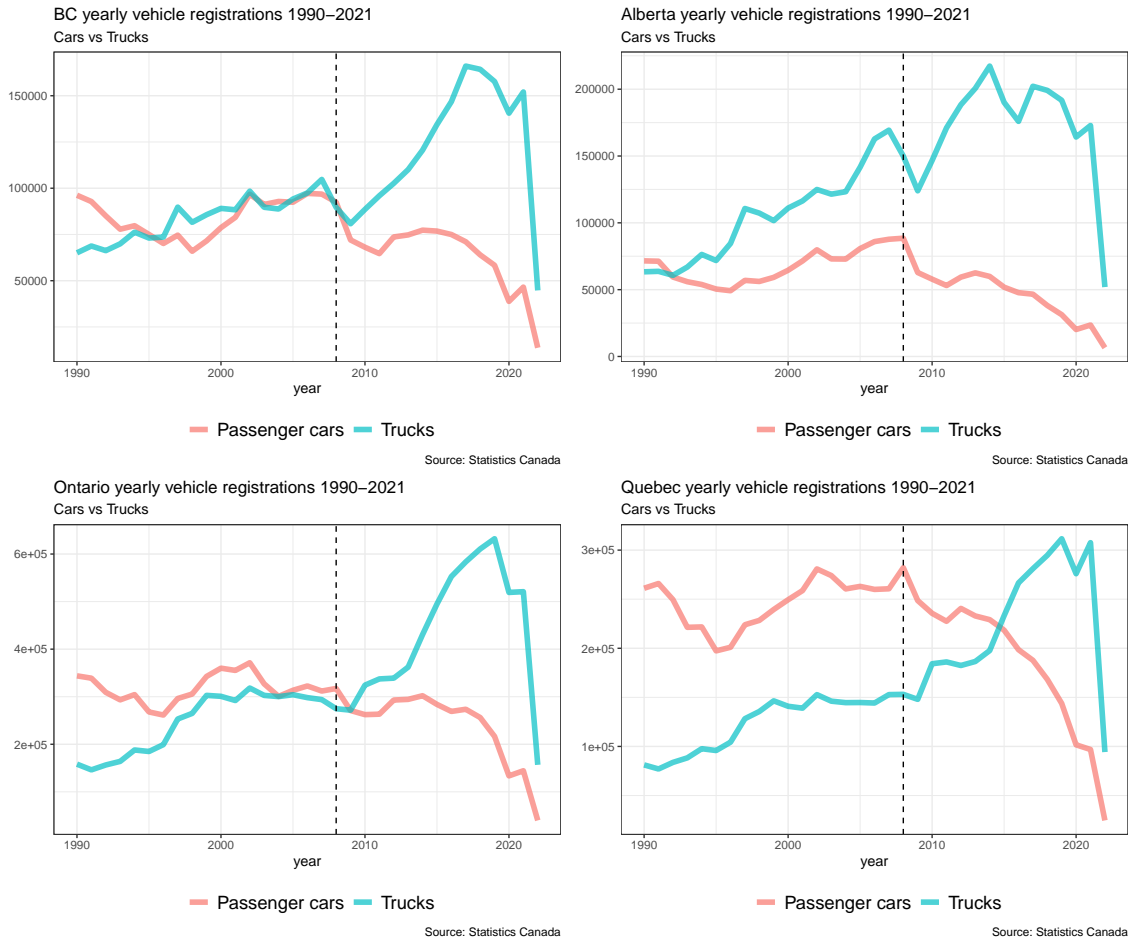 BC yearly vehicle registrations 1990–2021
Cars vs Trucks
150000
100000
50000
1990 2000 2010 2020
year
Passenger cars Trucks
Source: Statistics Canada
Alberta yearly vehicle registrations 1990–2021
Cars vs Trucks
200000
150000
100000
50000
0
1990 2000 2010 2020
year
Passenger cars Trucks
Source: Statistics Canada
Ontario yearly vehicle registrations 1990–2021
Cars vs Trucks
6e+05
4e+05
2e+05
1990 2000 2010 2020
year
Passenger cars Trucks
Source: Statistics Canada
Quebec yearly vehicle registrations 1990–2021
Cars vs Trucks
3e+05
2e+05
1e+05
1990 2000 2010 2020
year
Passenger cars Trucks
Source: Statistics Canada